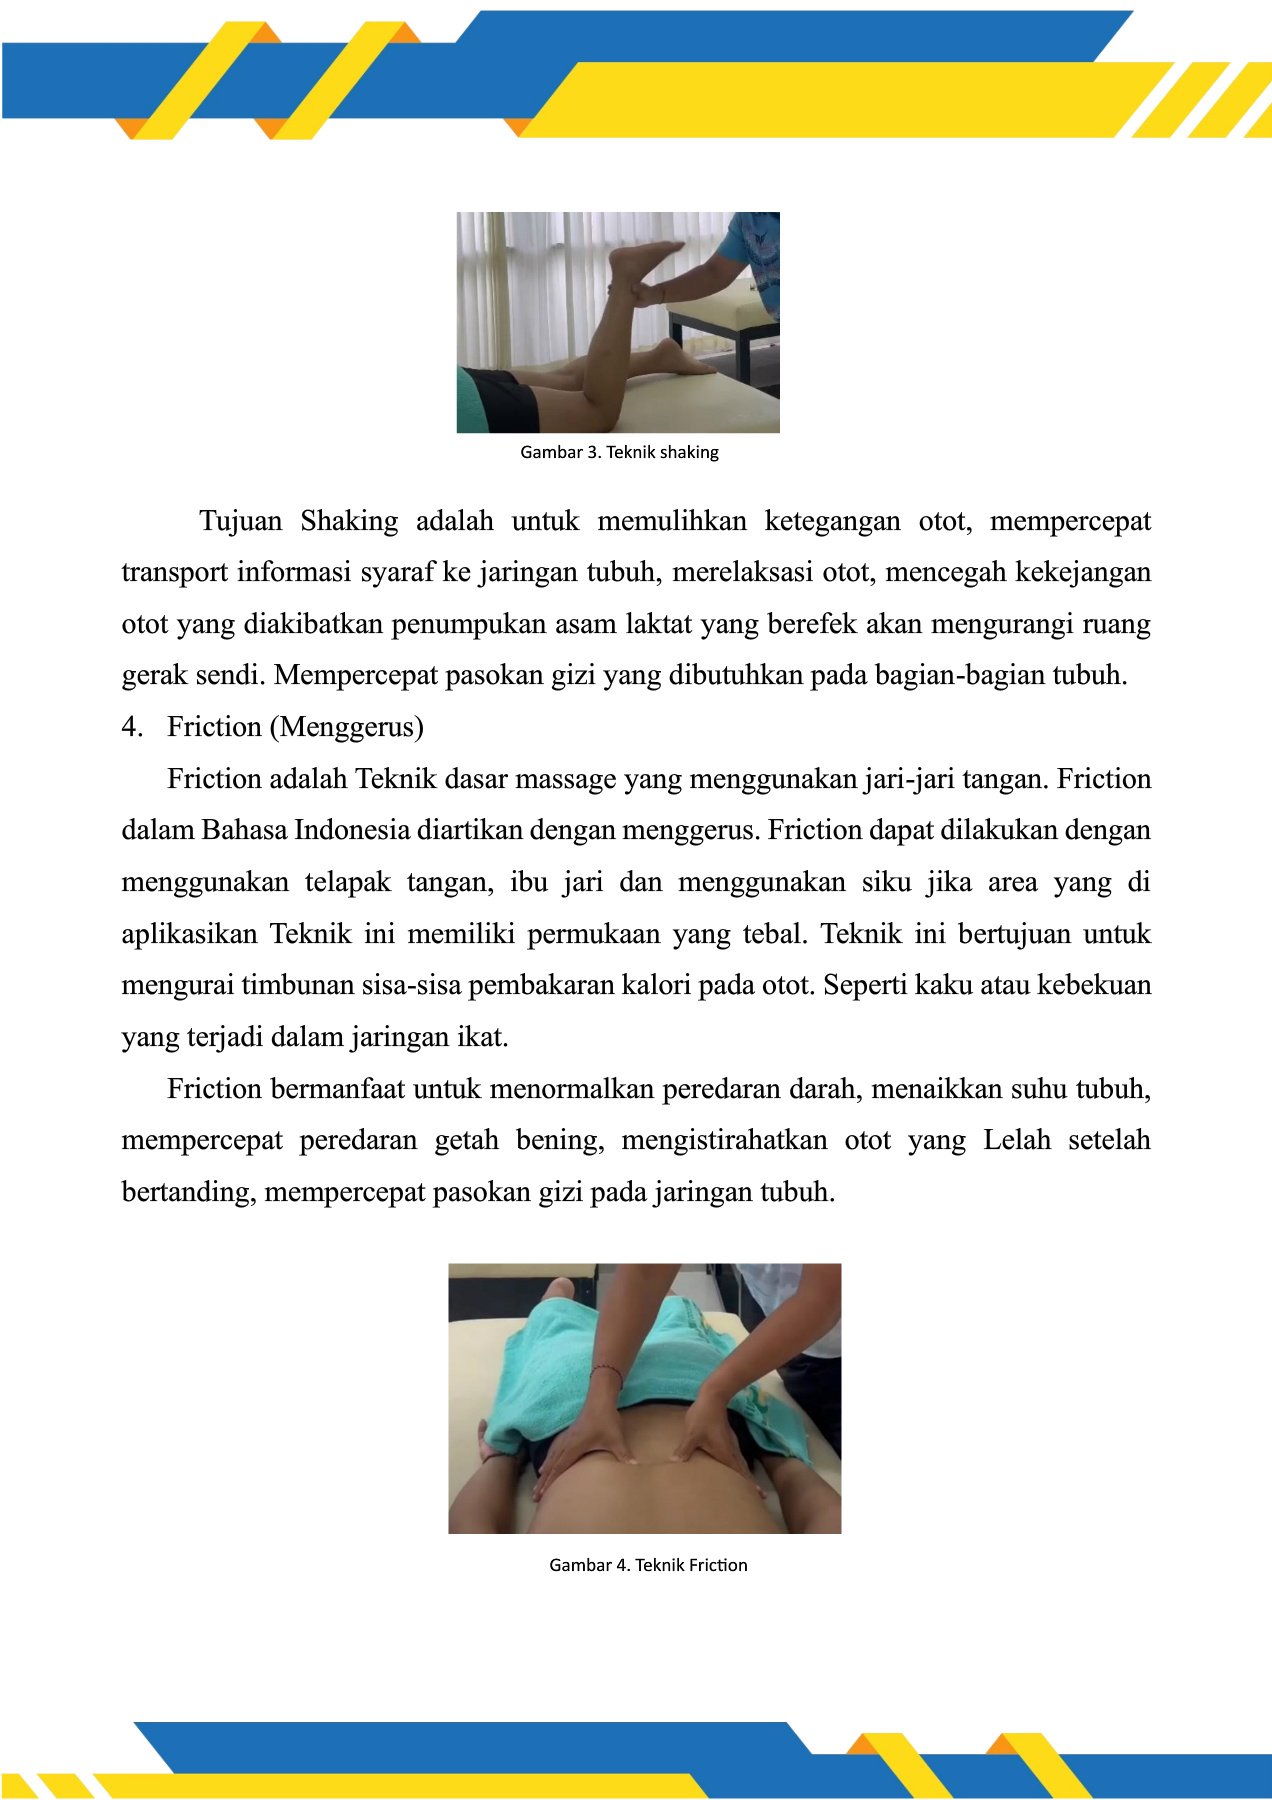 Gambar 3. Teknik shaking
Tujuan Shaking adalah untuk memulihkan ketegangan otot, mempercepat
transport informasi syaraf ke jaringan tubuh, merelaksasi otot, mencegah kekejangan
otot yang diakibatkan penumpukan asam laktat yang berefek akan mengurangi ruang
gerak sendi. Mempercepat pasokan gizi yang dibutuhkan pada bagian-bagian tubuh.
4. Friction (Menggerus)
Friction adalah Teknik dasar massage yang menggunakan jari-jari tangan. Friction
dalam Bahasa Indonesia diartikan dengan menggerus. Friction dapat dilakukan dengan
menggunakan telapak tangan, ibu jari dan menggunakan siku jika area yang di
aplikasikan Teknik ini memiliki permukaan yang tebal. Teknik ini bertujuan untuk
mengurai timbunan sisa-sisa pembakaran kalori pada otot. Seperti kaku atau kebekuan
yang terjadi dalam jaringan ikat.
Friction bermanfaat untuk menormalkan peredaran darah, menaikkan suhu tubuh,
mempercepat peredaran getah bening, mengistirahatkan otot yang Lelah setelah
bertanding, mempercepat pasokan gizi pada jaringan tubuh.
Gambar 4. Teknik Friction